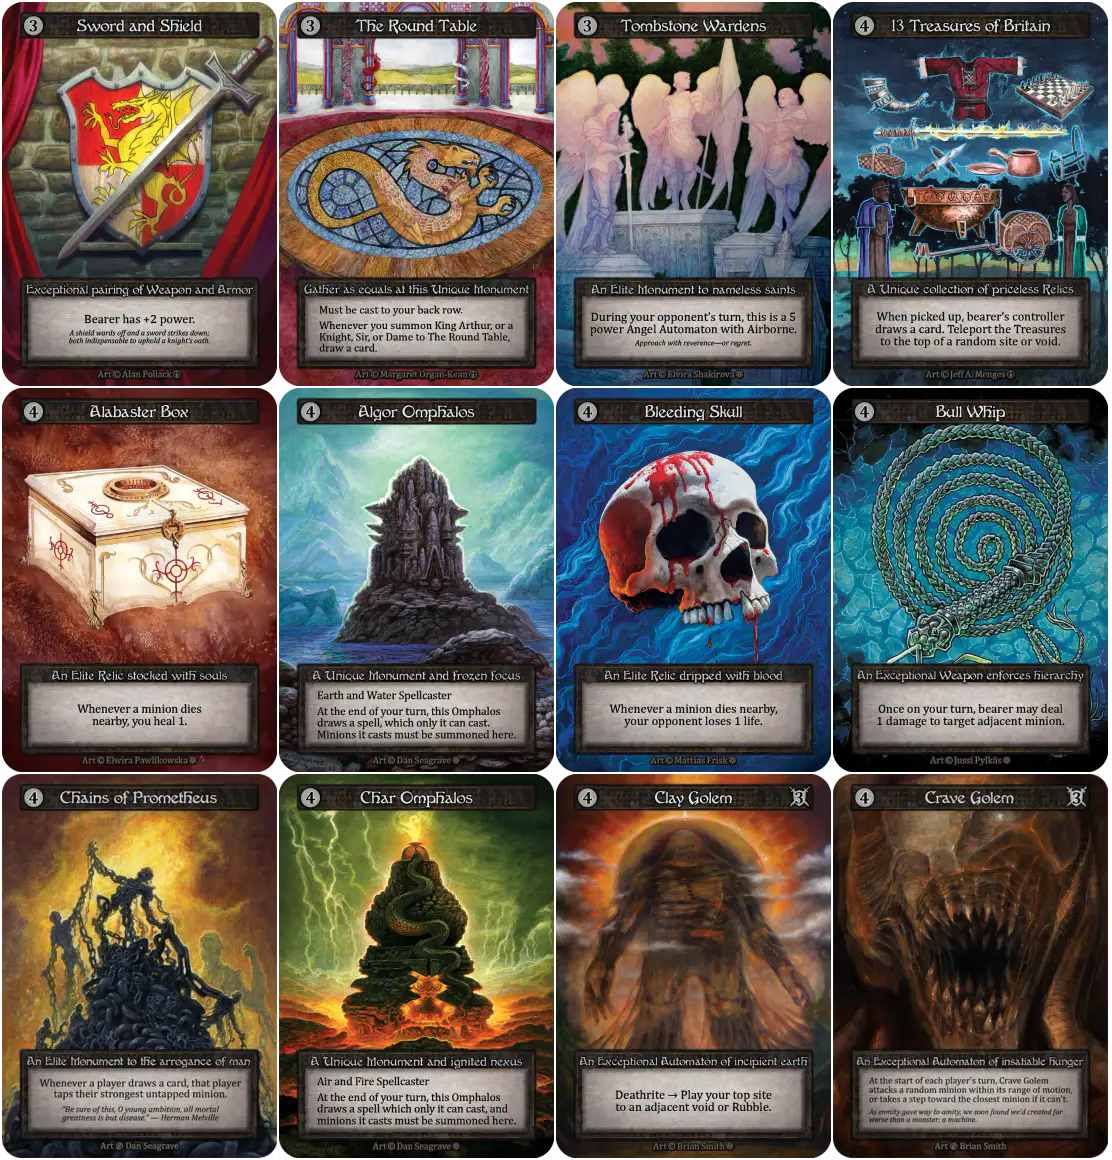 3
Sword and Shield
Exceptional pairing of Weapon and Armor
Bearer has +2 power.
A shield wards off and a sword strikes down;
both indispensable to uphold a knight's oath.
Art © Alan Pollack
3
The Round Table
Gather as equals at this Unique Monument
Must be cast to your back row.
Whenever you summon King Arthur, or a
Knight, Sir, or Dame to The Round Table,
draw a card.
Art © Margaret Organ-Kean
3
Tombstone Wardens
An Elite Monument to nameless saints
During your opponent's turn, this is a 5
power Angel Automaton with Airborne.
Approach with reverence—or regret.
Art © Elvira Shakirova
4
13 Treasures of Britain
A Unique collection of priceless Relics
When picked up, bearer's controller
draws a card. Teleport the Treasures
to the top of a random site or void.
Art © Jeff A. Menges
4
Alabaster Box
An Elite Relic stocked with souls
Whenever a minion dies
nearby, you heal 1.
Art © Elwira Pawlikowska
4
Algor Omphalos
A Unique Monument and frozen focus
Earth and Water Spellcaster
At the end of your turn, this Omphalos
draws a spell, which only it can cast.
Minions it casts must be summoned here.
Art © Dan Seagrave
4
Bleeding Skull
An Elite Relic dripped with blood
Whenever a minion dies nearby,
your opponent loses 1 life.
Art © Mattias Frisk
4
Bull Whip
An Exceptional Weapon enforces hierarchy
Once on your turn, bearer may deal
1 damage to target adjacent minion.
Art © Jussi Pylkäs
4
Chains of Prometheus
An Elite Monument to the arrogance of man
Whenever a player draws a card, that player
taps their strongest untapped minion.
"Be sure of this, O young ambition, all mortal
greatness is but disease." — Herman Melville
Art @ Dan Seagrave
4
Char Omphalos
A Unique Monument and ignited nexus
Air and Fire Spellcaster
At the end of your turn, this Omphalos
draws a spell which only it can cast, and
minions it casts must be summoned here.
Art © Dan Seagrave
4
Clay Golem
3
An Exceptional Automaton of incipient earth
Deathrite → Play your top site
to an adjacent void or Rubble.
Art © Brian Smith
4
Crave Golem
3
An Exceptional Automaton of insatiable hunger
At the start of each player's turn, Crave Golem
attacks a random minion within its range of motion,
or takes a step toward the closest minion if it can't.
As enmity gave way to amity, we soon found we'd created far
worse than a monster: a machine.
Art @ Brian Smith